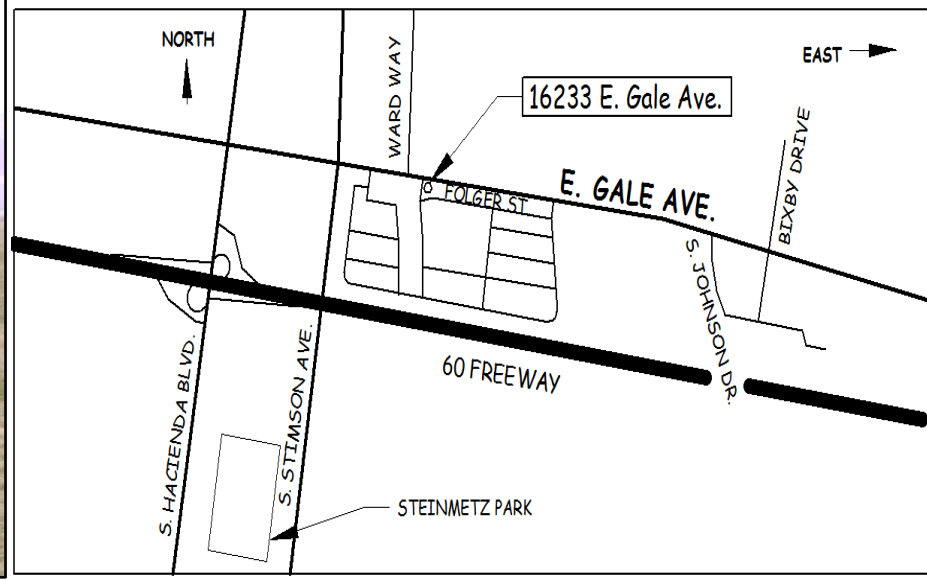 NORTH
EAST
WARD WAY
16233 E. Gale Ave.
BIXBY DRIVE
FOLGER ST
E. GALE AVE.
S. JOHNSON DR.
60 FREEWAY
S. HACIENDA BLVD.
S. STIMSON AVE.
STEINMETZ PARK